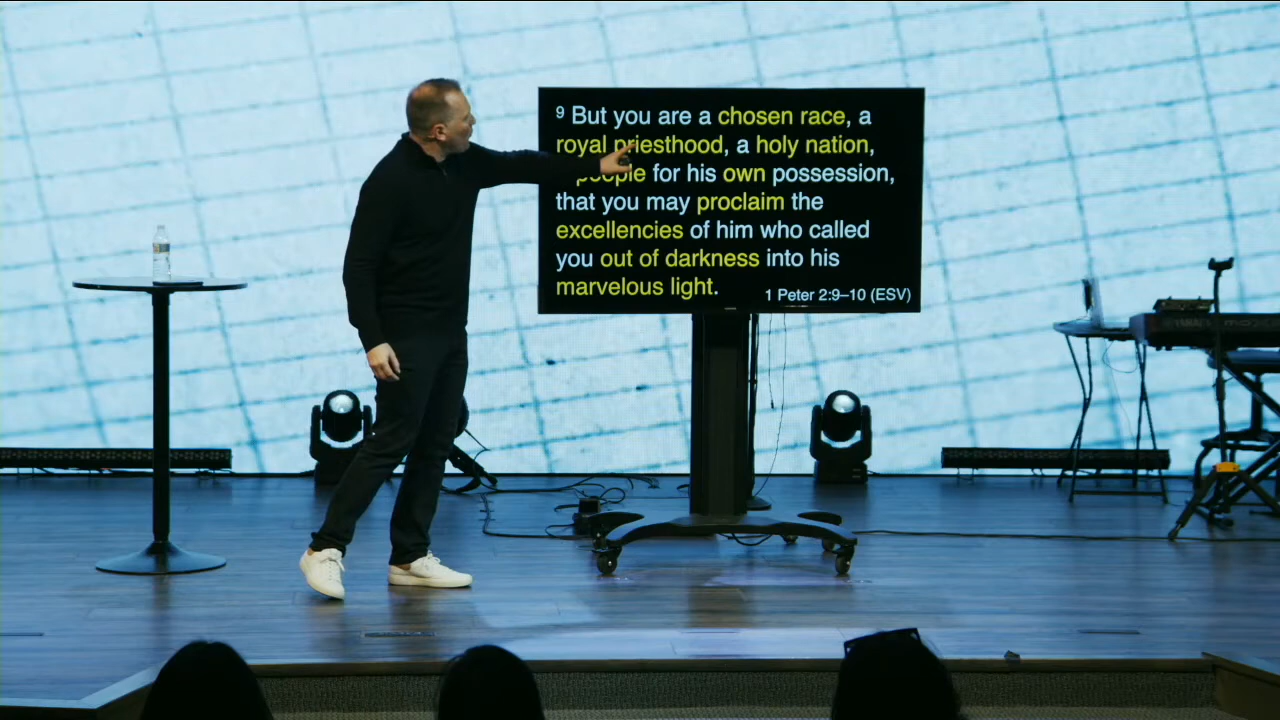 9 But you are a chosen race, a
royal priesthood, a holy nation,
people for his own possession,
that you may proclaim the
excellencies of him who called
you out of darkness into his
marvelous light.
1 Peter 2:9–10 (ESV)